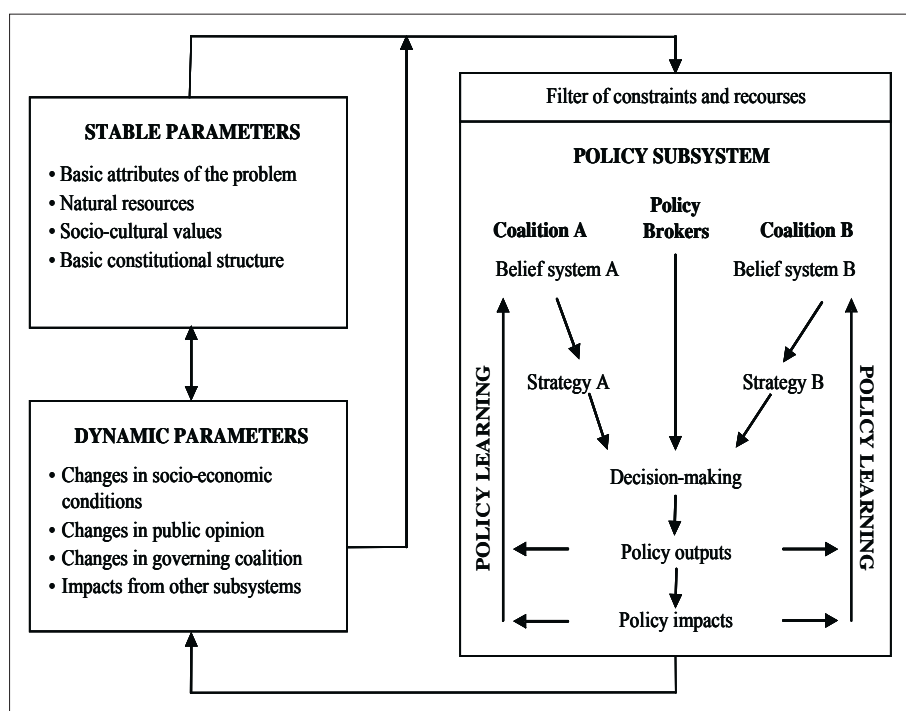 STABLE PARAMETERS
• Basic attributes of the problem
• Natural resources
• Socio-cultural values
• Basic constitutional structure
DYNAMIC PARAMETERS
• Changes in socio-economic
conditions
• Changes in public opinion
• Changes in governing coalition
• Impacts from other subsystems
Filter of constraints and recourses
POLICY SUBSYSTEM
Coalition A
Policy
Brokers
Coalition B
Belief system A
Belief system B
Strategy A
Strategy B
POLICY LEARNING
POLICY LEARNING
Decision-making
Policy outputs
Policy impacts